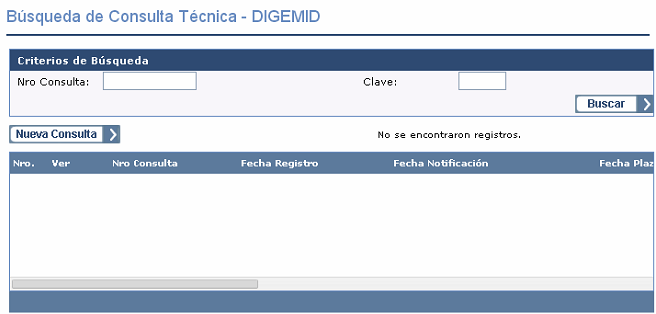 Búsqueda de Consulta Técnica - DIGEMID
Criterios de Búsqueda
Nro Consulta: Clave:
Buscar
Nueva Consulta No se encontraron registros.
Nro. Ver Nro Consulta Fecha Registro Fecha Notificación Fecha Plaz